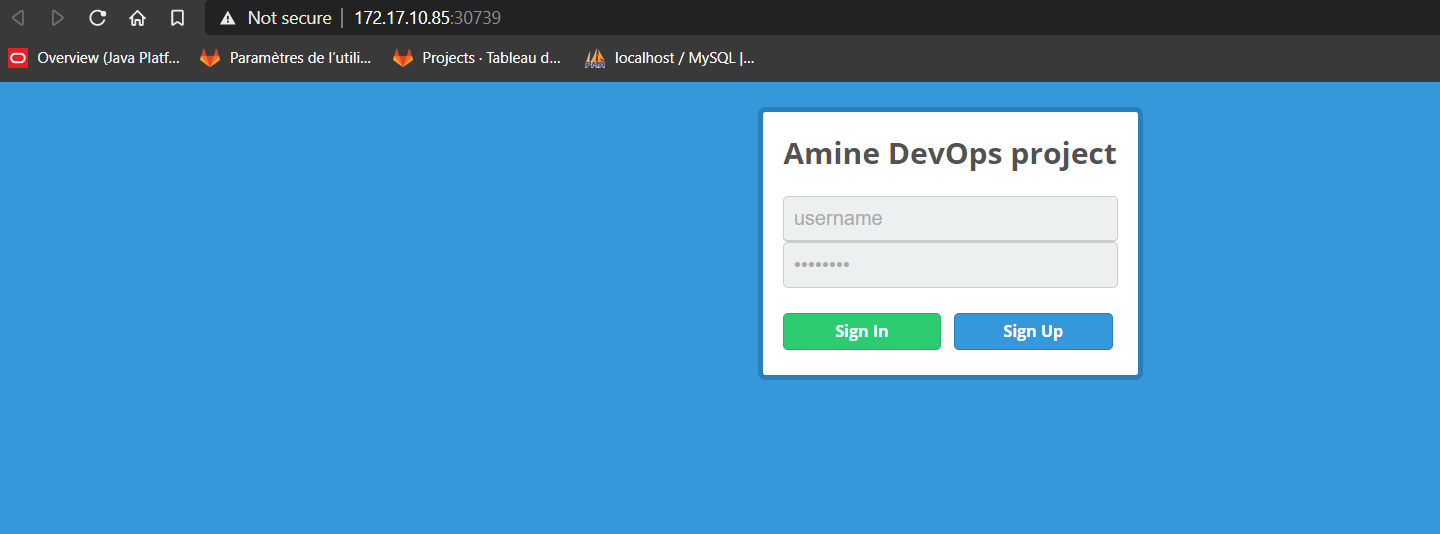 Not secure | 172.17.10.85:30739
Overview (Java Platf... Paramètres de l'utili... Projects · Tableau d... localhost / MySQL |...
Amine DevOps project
username
••••••••
Sign In Sign Up